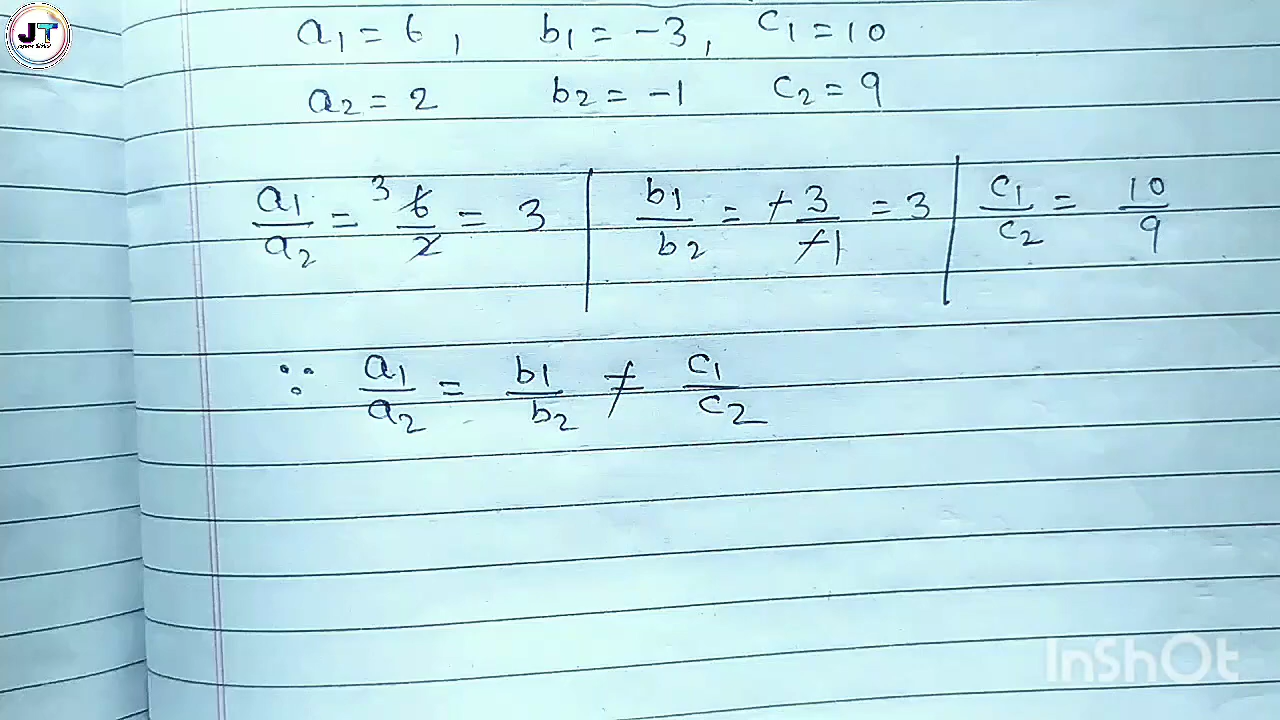 JT
a1 = 6, b1 = -3, c1 = 10
a2 = 2 b2 = -1 c2 = 9
a1/a2 = 3 6/2 = 3 | b1/b2 = -3/-1 = 3 | c1/c2 = 10/9
∵ a1/a2 = b1/b2 ≠ c1/c2
InShOt